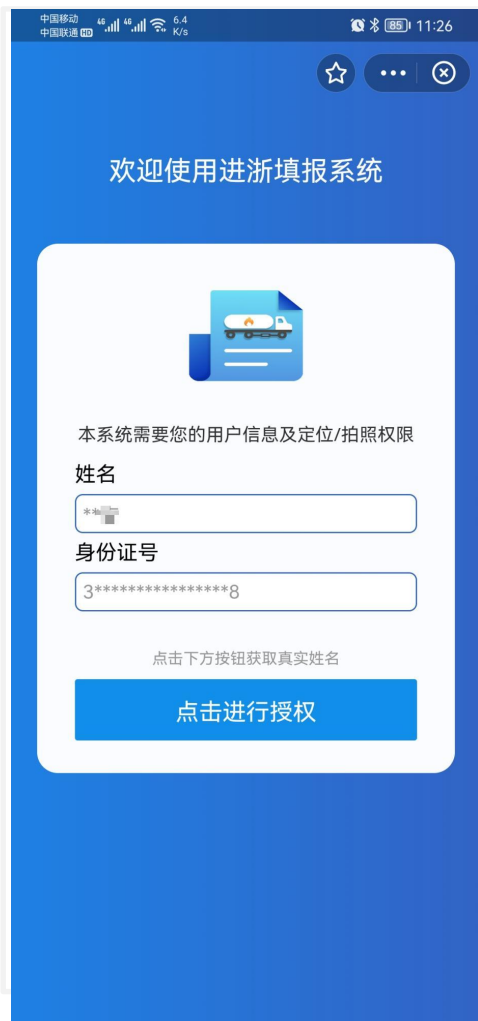 中国移动 46 46 6.4 85 11:26
中国联通 HD K/s
欢迎使用进浙填报系统
本系统需要您的用户信息及定位/拍照权限
姓名
**
身份证号
3****************8
点击下方按钮获取真实姓名
点击进行授权